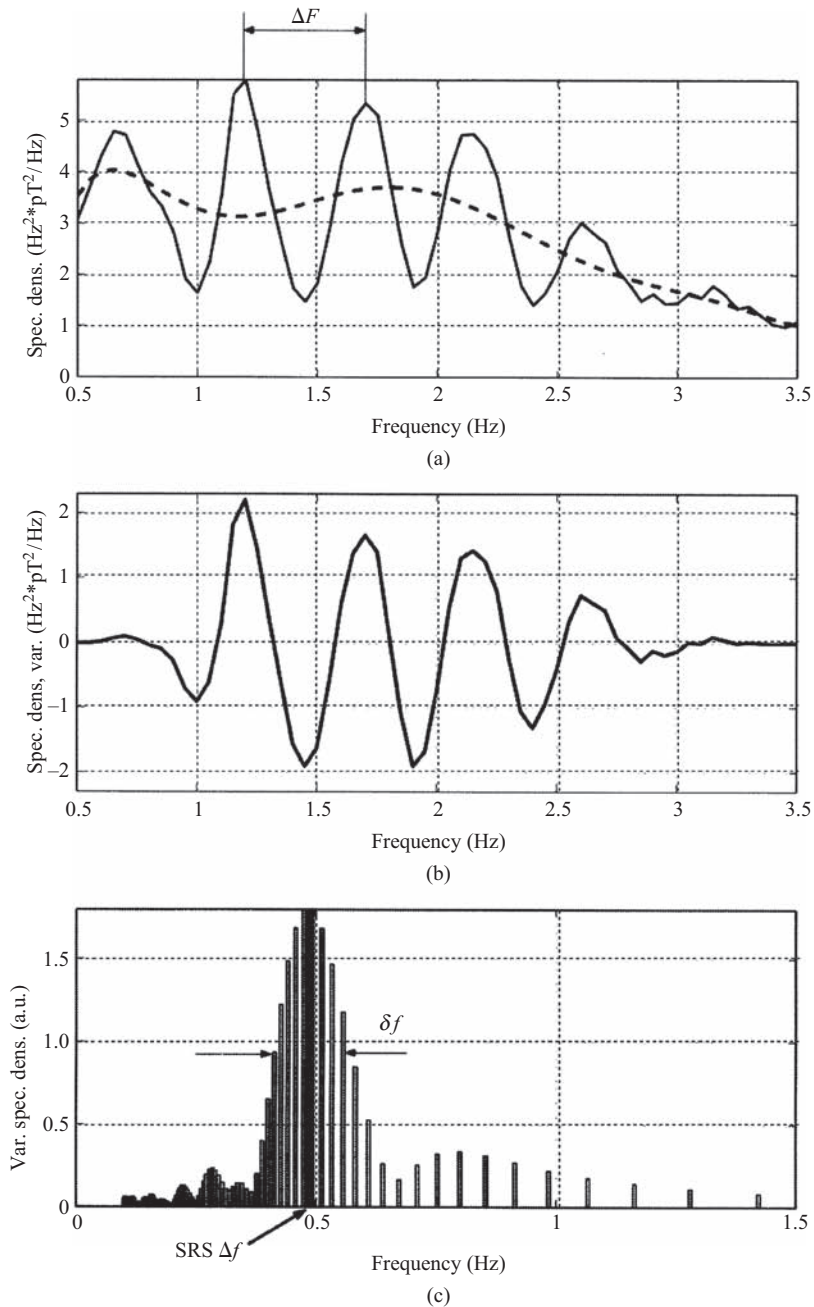 ΔF
5
4
3
2
1
0
Spec. dens. (Hz²*pT²/Hz)
0.5 1 1.5 2 2.5 3 3.5
Frequency (Hz)
(a)
2
1
0
–1
–2
Spec. dens, var. (Hz²*pT²/Hz)
0.5 1 1.5 2 2.5 3 3.5
Frequency (Hz)
(b)
1.5
1.0
0.5
0
Var. spec. dens. (a.u.)
δf
0 0.5 1 1.5
SRS Δf
Frequency (Hz)
(c)